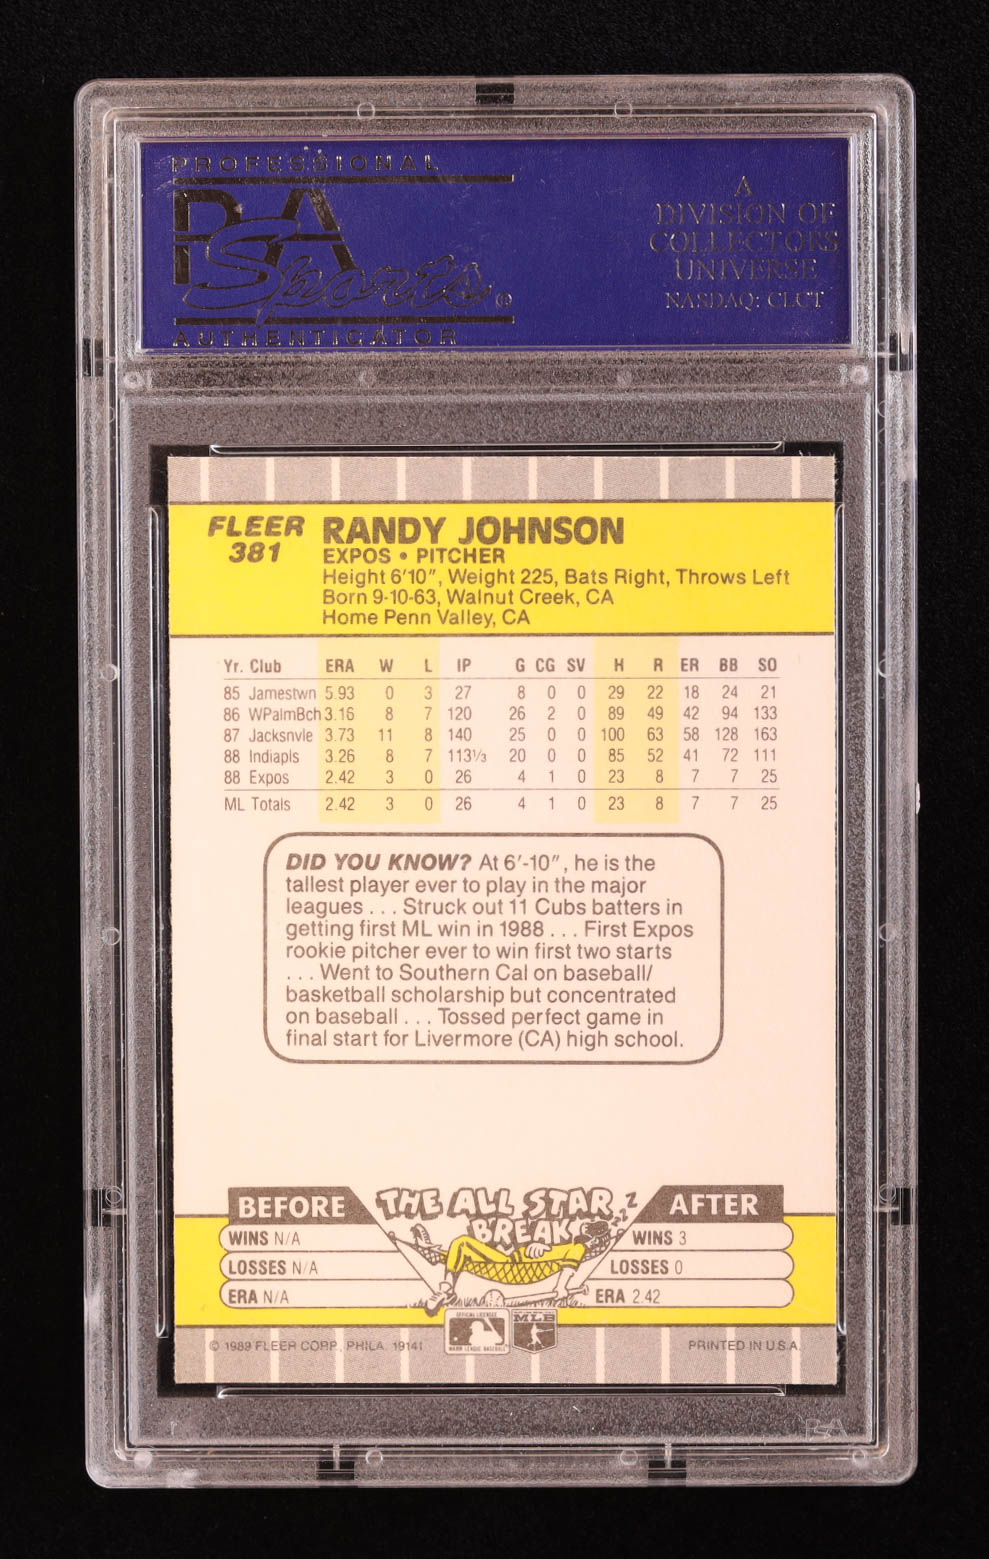 PROFESSIONAL
PSA
Sports®
AUTHENTICATOR
A
DIVISION OF
COLLECTORS
UNIVERSE
NASDAQ: CLCT
FLEER
381
RANDY JOHNSON
EXPOS • PITCHER
Height 6'10", Weight 225, Bats Right, Throws Left
Born 9-10-63, Walnut Creek, CA
Home Penn Valley, CA
Yr. Club ERA W L IP G CG SV H R ER BB SO
85 Jamestwn 5.93 0 3 27 8 0 0 29 22 18 24 21
86 WPalmBch 3.16 8 7 120 26 2 0 89 49 42 94 133
87 Jacksnvle 3.73 11 8 140 25 0 0 100 63 58 128 163
88 Indiapls 3.26 8 7 113⅓ 20 0 0 85 52 41 72 111
88 Expos 2.42 3 0 26 4 1 0 23 8 7 7 25
ML Totals 2.42 3 0 26 4 1 0 23 8 7 7 25
DID YOU KNOW? At 6'-10", he is the
tallest player ever to play in the major
leagues . . . Struck out 11 Cubs batters in
getting first ML win in 1988 . . . First Expos
rookie pitcher ever to win first two starts
. . . Went to Southern Cal on baseball/
basketball scholarship but concentrated
on baseball . . . Tossed perfect game in
final start for Livermore (CA) high school.
BEFORE
THE ALL STAR
BREAK
Z Z Z Z
AFTER
WINS N/A
LOSSES N/A
ERA N/A
WINS 3
LOSSES 0
ERA 2.42
OFFICIAL LICENSEE
MAJOR LEAGUE BASEBALL
MLB
© 1989 FLEER CORP., PHILA. 19141
PRINTED IN U.S.A.
PSA